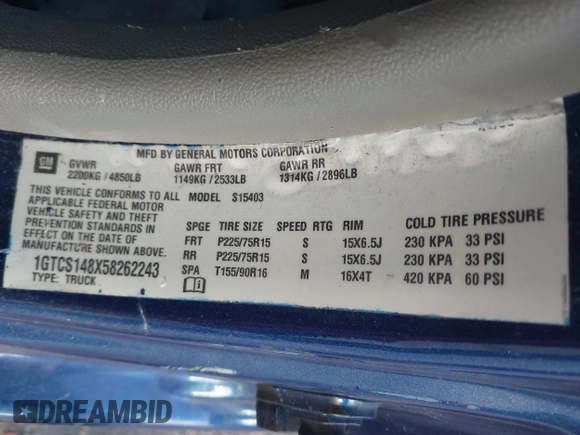 MFD BY GENERAL MOTORS CORPORATION
GM GVWR GAWR FRT GAWR RR
2200KG / 4850LB 1149KG / 2533LB 1314KG / 2896LB
THIS VEHICLE CONFORMS TO ALL MODEL S15403
APPLICABLE FEDERAL MOTOR
VEHICLE SAFETY AND THEFT
PREVENTION STANDARDS IN
EFFECT ON THE DATE OF
MANUFACTURE SHOWN ABOVE.
1GTCS148X58262243
TYPE: TRUCK
SPGE TIRE SIZE SPEED RTG RIM COLD TIRE PRESSURE
FRT P225/75R15 S 15X6.5J 230 KPA 33 PSI
RR P225/75R15 S 15X6.5J 230 KPA 33 PSI
SPA T155/90R16 M 16X4T 420 KPA 60 PSI
DREAMBID